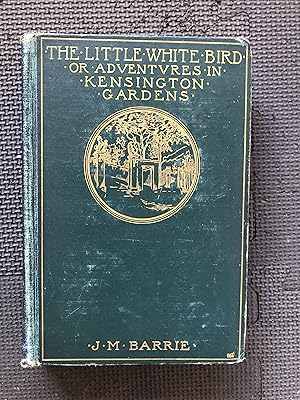 ·THE·LITTLE·WHITE·BIRD·
OR·ADVENTVRES·IN
·KENSINGTON·
GARDENS·
·J·M·BARRIE·